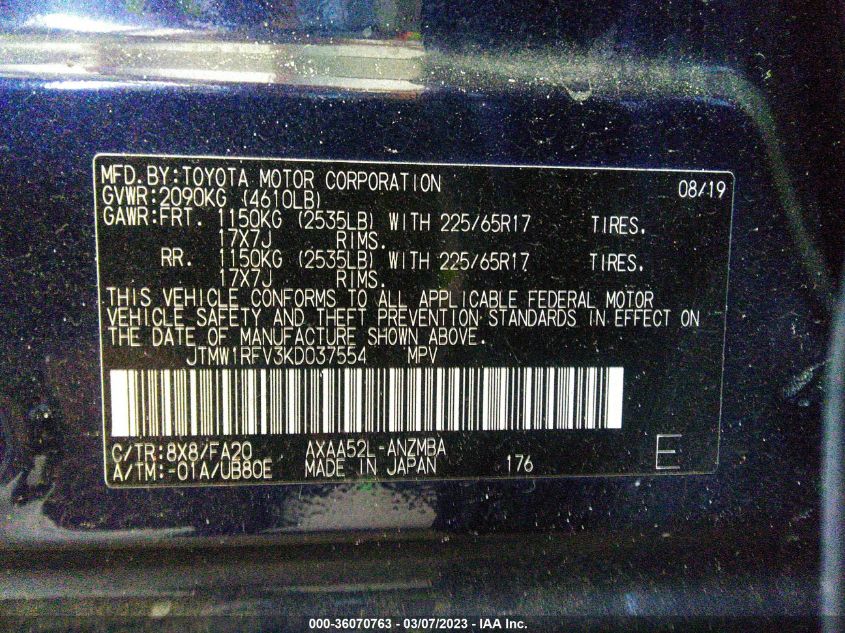 MFD.BY:TOYOTA MOTOR CORPORATION 08/19
GVWR:2090KG (4610LB)
GAWR:FRT. 1150KG (2535LB) WITH 225/65R17 TIRES.
17X7J RIMS.
RR. 1150KG (2535LB) WITH 225/65R17 TIRES.
17X7J RIMS.
THIS VEHICLE CONFORMS TO ALL APPLICABLE FEDERAL MOTOR
VEHICLE SAFETY AND THEFT PREVENTION STANDARDS IN EFFECT ON
THE DATE OF MANUFACTURE SHOWN ABOVE.
JTMW1RFV3KD037554 MPV
C/TR:8X8/FA20 AXAA52L-ANZMBA
A/TM:-01A/UB80E MADE IN JAPAN 176 E
000-36070763 - 03/07/2023 - IAA Inc.